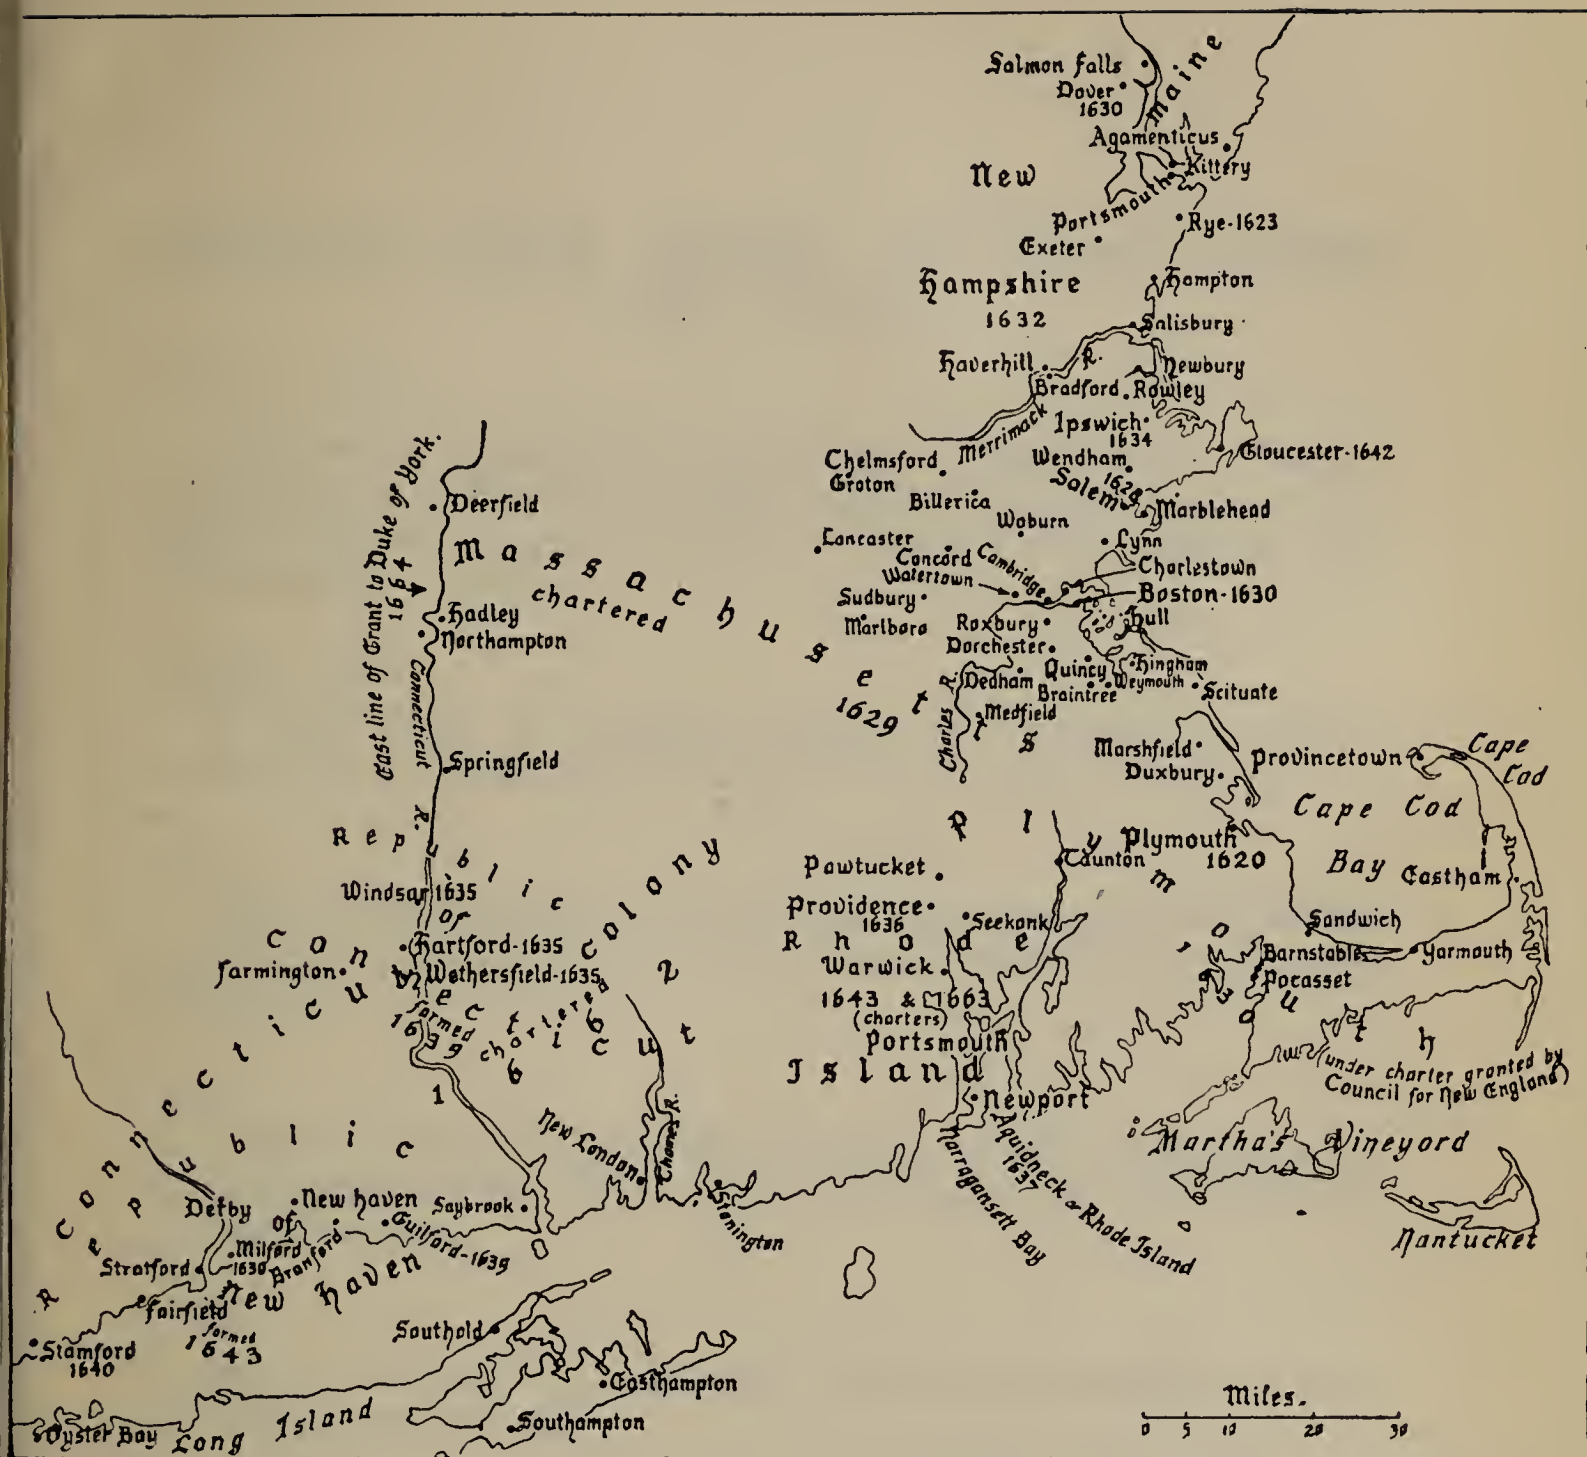 Salmon Falls
Dover
1630
Maine
Agamenticus
Kittery
New
Portsmouth
Rye-1623
Exeter
Hampshire
1632
Hampton
Salisbury
Haverhill
R.
Newbury
Bradford
Rowley
Merrimack
Ipswich
1634
Gloucester-1642
Chelmsford
Groton
Wendham
1628
Salem
Marblehead
Billerica
Woburn
Lynn
Lancaster
Concord
Cambridge
Charlestown
Watertown
Boston-1630
Sudbury
Marlboro
Roxbury
Hull
Dorchester
Dedham
Quincy
Hingham
Weymouth
Braintree
Scituate
Charles R.
Medfield
Marshfield
Duxbury
Massachusetts
chartered
1629
East line of Grant to Duke of York.
1664
Deerfield
Hadley
Northampton
Connecticut R.
Springfield
Provincetown
Cape
Cod
Cape Cod
Bay
Eastham
Plymouth
Plymouth
1620
Taunton
Pawtucket
Providence
1636
Seekonk
Rhode
Warwick
1643 & 1663
(charters)
Portsmouth
Island
Newport
Sandwich
Barnstable
Yarmouth
Pocasset
(under charter granted by
Council for New England)
Martha's Vineyord
Nantucket
Aquidneck or Rhode Island
1637
Narragansett Bay
Republic
of
Connecticut
formed
1639
Windsar 1635
Hartford-1635
Farmington
Wethersfield-1635
Connecticut colony
chartered
1662
New London
Thames R.
Stonington
Saybrook
Republic
of
New Haven
formed
1643
Derby
New Haven
Guilford-1639
Milford
1639
Branford
Stratford
Fairfield
Stamford
1640
Southold
Easthampton
Southampton
Oyster Bay
Long Island
Miles.
0 5 10 20 30